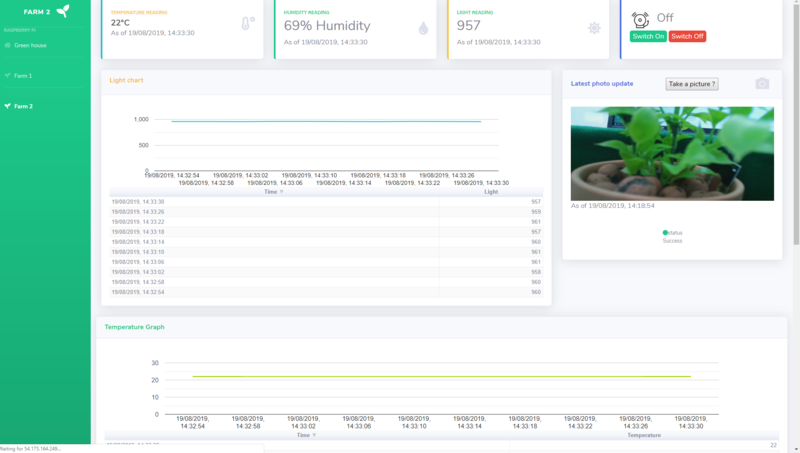 FARM 2
RASPBERRY PI
Green house
Farm 1
Farm 2
TEMPERATURE READING
22°C
As of 19/08/2019, 14:33:30
HUMIDITY READING
69% Humidity
As of 19/08/2019, 14:33:30
LIGHT READING
957
As of 19/08/2019, 14:33:30
Off
Switch On Switch Off
Light chart
1,000
500
0
19/08/2019, 14:32:54 19/08/2019, 14:33:02 19/08/2019, 14:33:10 19/08/2019, 14:33:18 19/08/2019, 14:33:26
19/08/2019, 14:32:58 19/08/2019, 14:33:06 19/08/2019, 14:33:14 19/08/2019, 14:33:22 19/08/2019, 14:33:30
Time Light
19/08/2019, 14:33:30 957
19/08/2019, 14:33:26 959
19/08/2019, 14:33:22 961
19/08/2019, 14:33:18 957
19/08/2019, 14:33:14 960
19/08/2019, 14:33:10 961
19/08/2019, 14:33:06 961
19/08/2019, 14:33:02 958
19/08/2019, 14:32:58 960
19/08/2019, 14:32:54 960
Latest photo update
Take a picture ?
As of 19/08/2019, 14:18:54
status
Success
Temperature Graph
30
20
10
0
19/08/2019, 19/08/2019, 19/08/2019, 19/08/2019, 19/08/2019, 19/08/2019, 19/08/2019, 19/08/2019, 19/08/2019, 19/08/2019,
14:32:54 14:32:58 14:33:02 14:33:06 14:33:10 14:33:14 14:33:18 14:33:22 14:33:26 14:33:30
Time Temperature
22
Waiting for 54.175.164.249...